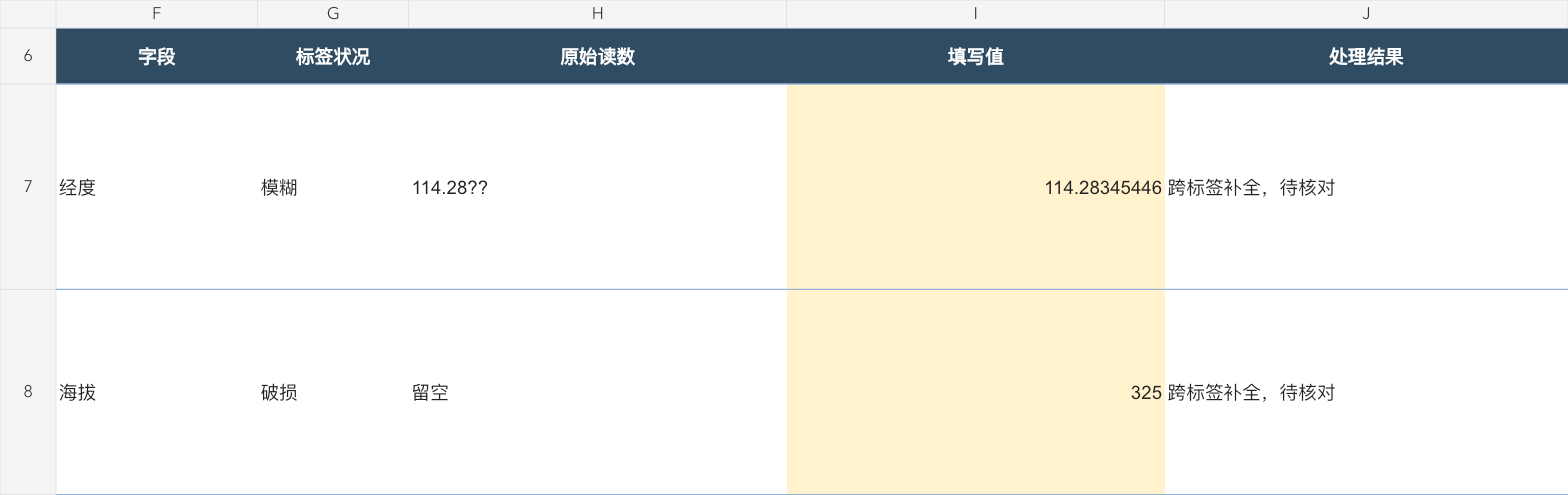 F G H I J
6 字段 标签状况 原始读数 填写值 处理结果
7 经度 模糊 114.28?? 114.28345446 跨标签补全，待核对
8 海拔 破损 留空 325 跨标签补全，待核对